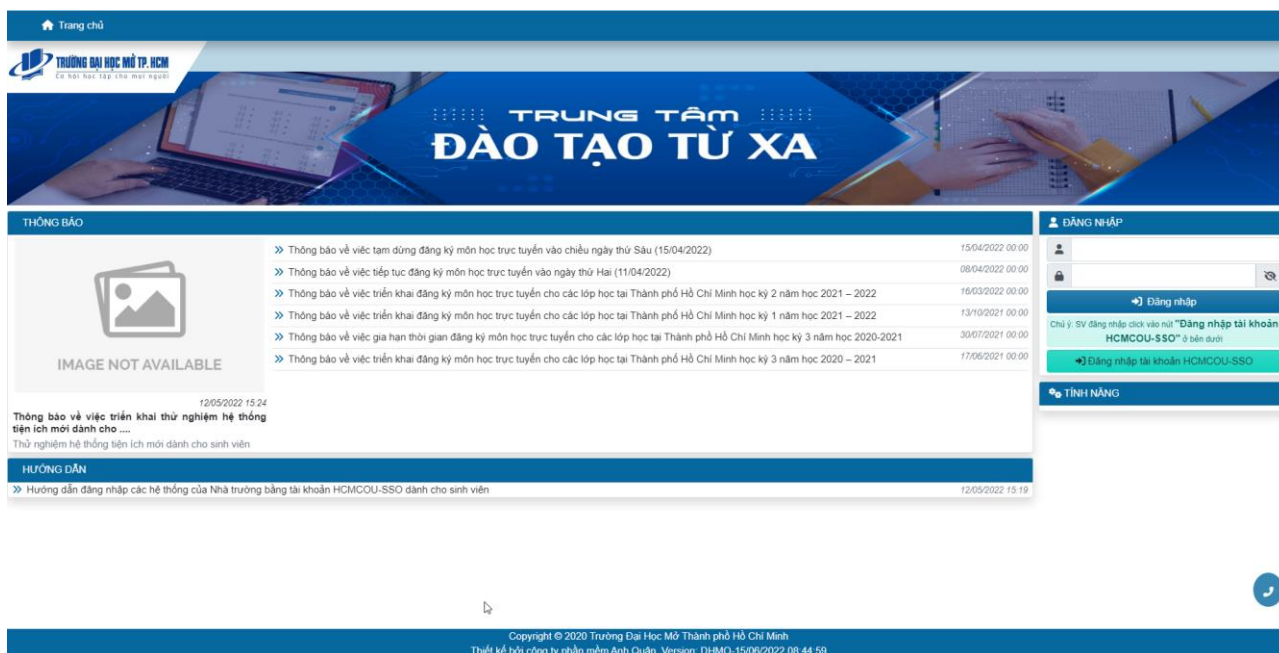 Trang chủ
TRƯỜNG ĐẠI HỌC MỞ TP. HCM
Cơ hội học tập cho mọi người
TRUNG TÂM
ĐÀO TẠO TỪ XA
THÔNG BÁO
IMAGE NOT AVAILABLE
12/05/2022 15:24
Thông báo về việc triển khai thử nghiệm hệ thống
tiện ích mới dành cho ....
Thử nghiệm hệ thống tiện ích mới dành cho sinh viên
Thông báo về việc tạm dừng đăng ký môn học trực tuyến vào chiều ngày thứ Sáu (15/04/2022) 15/04/2022 00:00
Thông báo về việc tiếp tục đăng ký môn học trực tuyến vào ngày thứ Hai (11/04/2022) 08/04/2022 00:00
Thông báo về việc triển khai đăng ký môn học trực tuyến cho các lớp học tại Thành phố Hồ Chí Minh học kỳ 2 năm học 2021 – 2022 16/03/2022 00:00
Thông báo về việc triển khai đăng ký môn học trực tuyến cho các lớp học tại Thành phố Hồ Chí Minh học kỳ 1 năm học 2021 – 2022 13/10/2021 00:00
Thông báo về việc gia hạn thời gian đăng ký môn học trực tuyến cho các lớp học tại Thành phố Hồ Chí Minh học kỳ 3 năm học 2020-2021 30/07/2021 00:00
Thông báo về việc triển khai đăng ký môn học trực tuyến cho các lớp học tại Thành phố Hồ Chí Minh học kỳ 3 năm học 2020 – 2021 17/06/2021 00:00
ĐĂNG NHẬP
Đăng nhập
Chú ý: SV đăng nhập click vào nút "Đăng nhập tài khoản
HCMCOU-SSO" ở bên dưới
Đăng nhập tài khoản HCMCOU-SSO
TÍNH NĂNG
HƯỚNG DẪN
Hướng dẫn đăng nhập các hệ thống của Nhà trường bằng tài khoản HCMCOU-SSO dành cho sinh viên 12/05/2022 15:19
Copyright © 2020 Trường Đại Học Mở Thành phố Hồ Chí Minh
Thiết kế bởi công ty phần mềm Anh Quân. Version: DHMO-15/06/2022 08:44:59